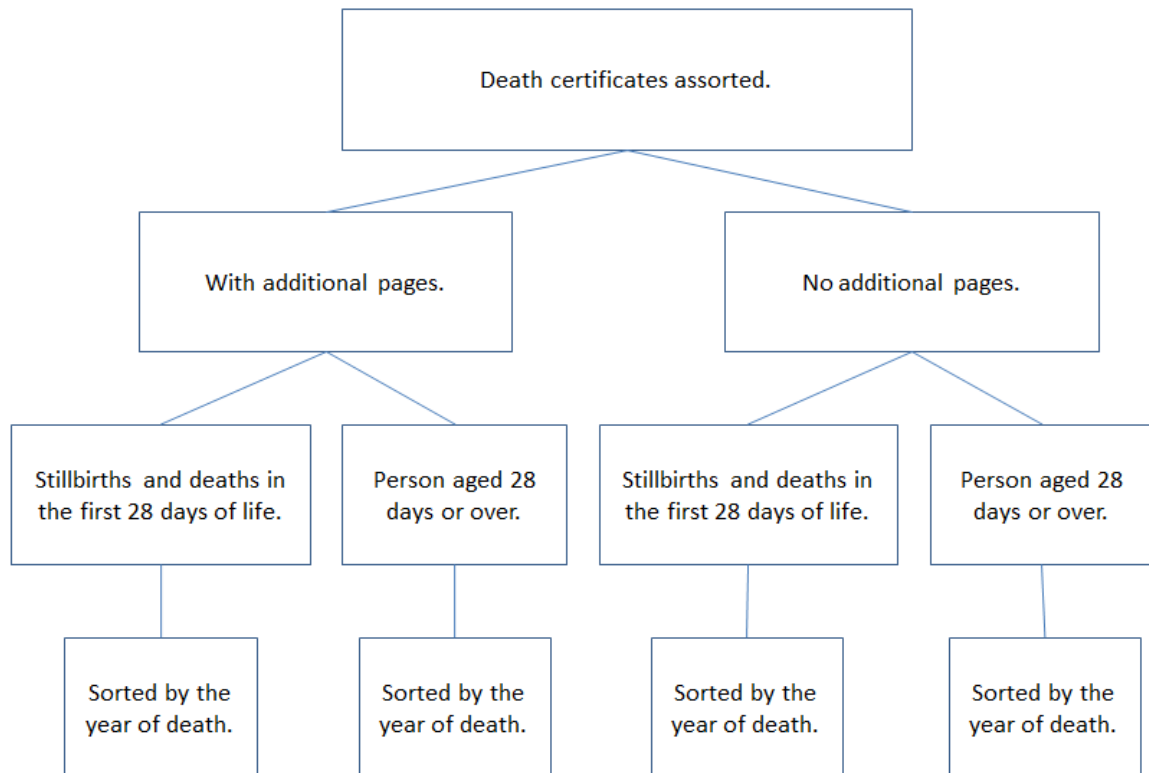 Death certificates assorted.
With additional pages.
No additional pages.
Stillbirths and deaths in
the first 28 days of life.
Person aged 28
days or over.
Stillbirths and deaths in
the first 28 days of life.
Person aged 28
days or over.
Sorted by the
year of death.
Sorted by the
year of death.
Sorted by the
year of death.
Sorted by the
year of death.